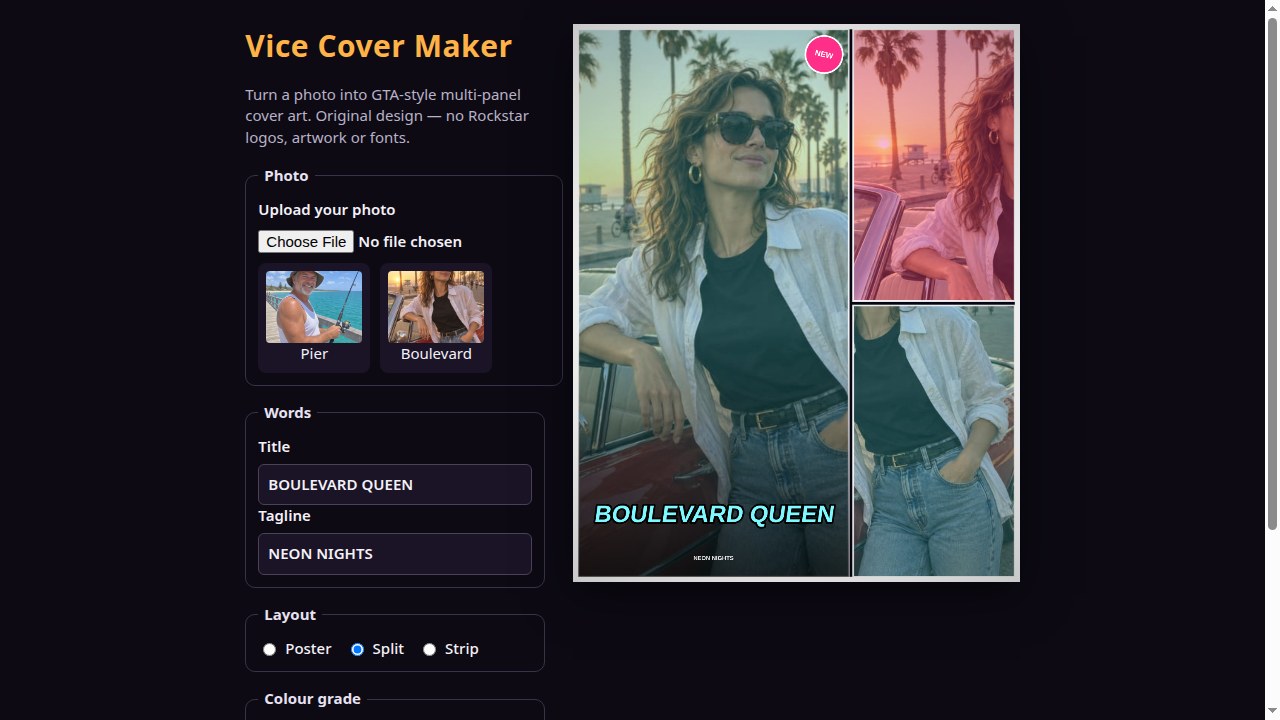 Vice Cover Maker
Turn a photo into GTA-style multi-panel
cover art. Original design — no Rockstar
logos, artwork or fonts.
Photo
Upload your photo
Choose File No file chosen
Pier
Boulevard
Words
Title
BOULEVARD QUEEN
Tagline
NEON NIGHTS
Layout
Poster
Split
Strip
Colour grade
NEW
BOULEVARD QUEEN
NEON NIGHTS